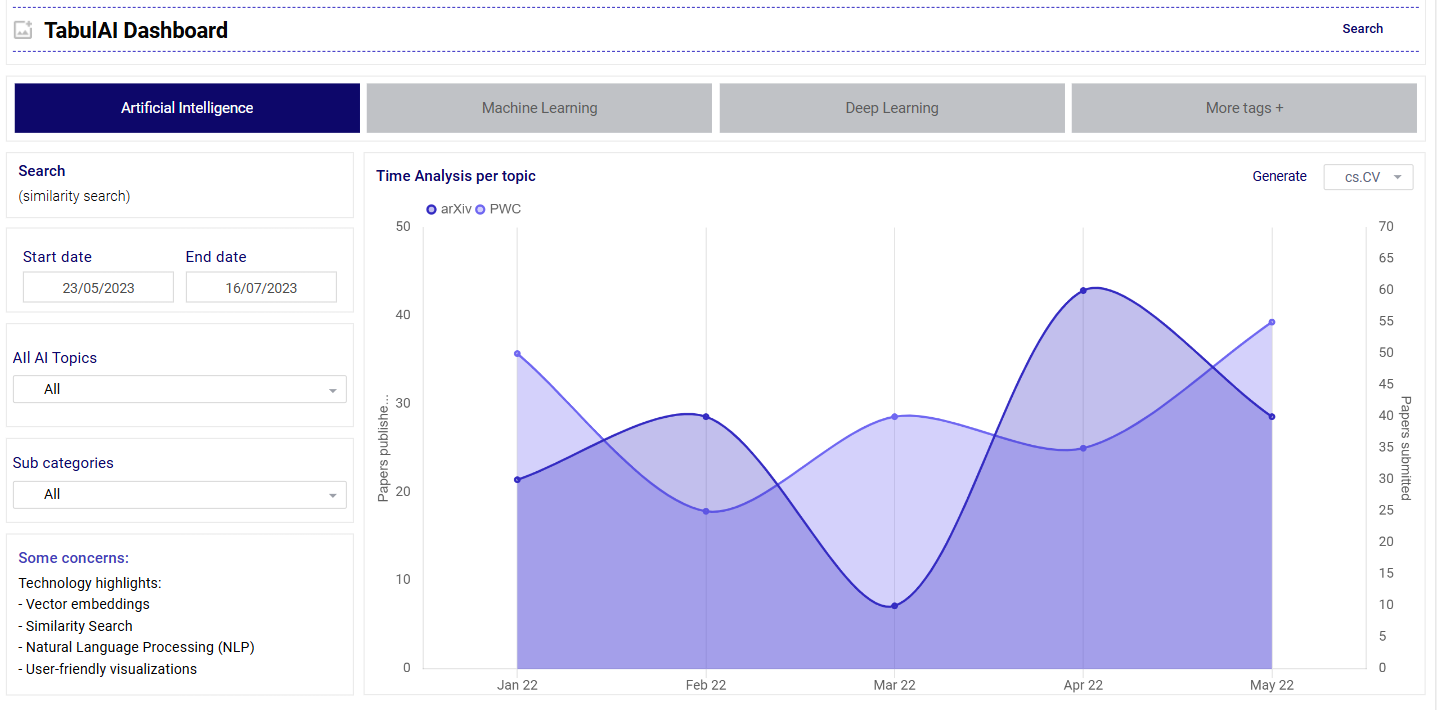 TabulAI Dashboard
Search
Artificial Intelligence
Machine Learning
Deep Learning
More tags +
Search
(similarity search)
Start date
End date
23/05/2023
16/07/2023
All AI Topics
All
Sub categories
All
Some concerns:
Technology highlights:
- Vector embeddings
- Similarity Search
- Natural Language Processing (NLP)
- User-friendly visualizations
Time Analysis per topic
Generate
cs.CV
arXiv
PWC
50
40
30
20
10
0
Papers publishe...
70
65
60
55
50
45
40
35
30
25
20
15
10
5
0
Papers submitted
Jan 22
Feb 22
Mar 22
Apr 22
May 22